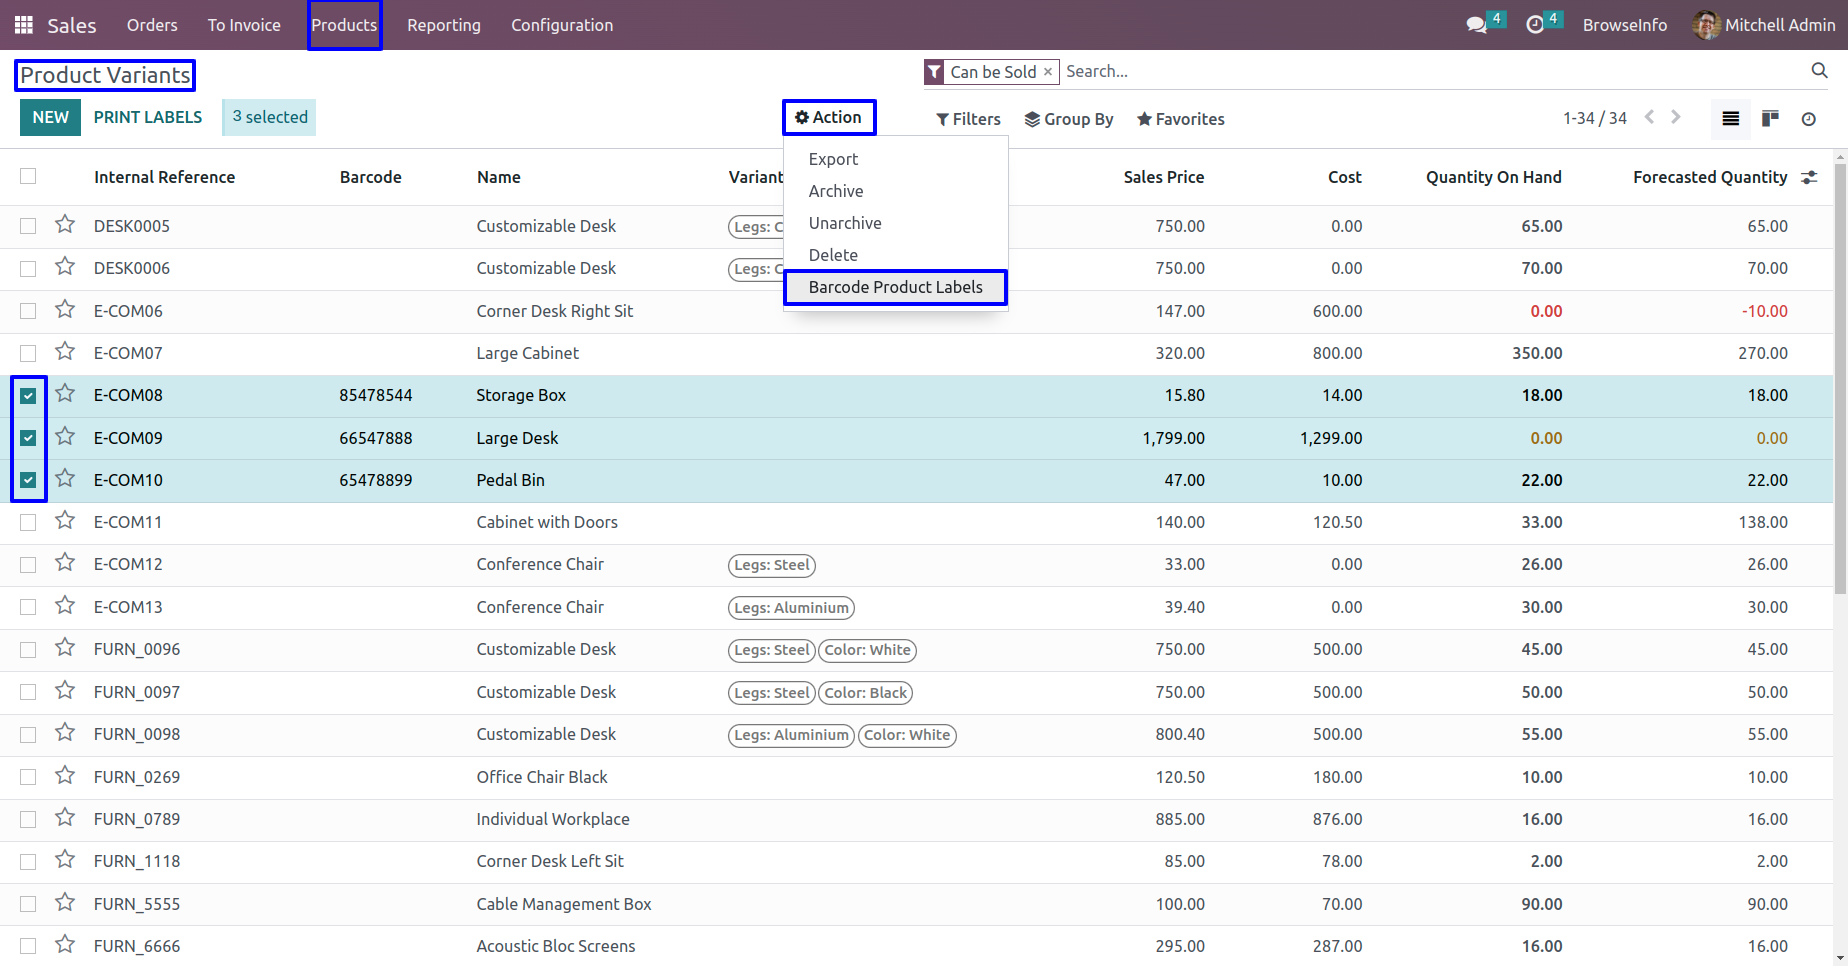 Sales Orders To Invoice Products Reporting Configuration 4 4 BrowseInfo Mitchell Admin
Product Variants Can be Sold × Search...
NEW PRINT LABELS 3 selected Action Filters Group By Favorites 1-34 / 34
Export
Archive
Unarchive
Delete
Barcode Product Labels
Internal Reference Barcode Name Variant Sales Price Cost Quantity On Hand Forecasted Quantity
DESK0005 Customizable Desk Legs: C 750.00 0.00 65.00 65.00
DESK0006 Customizable Desk Legs: C 750.00 0.00 70.00 70.00
E-COM06 Corner Desk Right Sit 147.00 600.00 0.00 -10.00
E-COM07 Large Cabinet 320.00 800.00 350.00 270.00
E-COM08 85478544 Storage Box 15.80 14.00 18.00 18.00
E-COM09 66547888 Large Desk 1,799.00 1,299.00 0.00 0.00
E-COM10 65478899 Pedal Bin 47.00 10.00 22.00 22.00
E-COM11 Cabinet with Doors 140.00 120.50 33.00 138.00
E-COM12 Conference Chair Legs: Steel 33.00 0.00 26.00 26.00
E-COM13 Conference Chair Legs: Aluminium 39.40 0.00 30.00 30.00
FURN_0096 Customizable Desk Legs: Steel Color: White 750.00 500.00 45.00 45.00
FURN_0097 Customizable Desk Legs: Steel Color: Black 750.00 500.00 50.00 50.00
FURN_0098 Customizable Desk Legs: Aluminium Color: White 800.40 500.00 55.00 55.00
FURN_0269 Office Chair Black 120.50 180.00 10.00 10.00
FURN_0789 Individual Workplace 885.00 876.00 16.00 16.00
FURN_1118 Corner Desk Left Sit 85.00 78.00 2.00 2.00
FURN_5555 Cable Management Box 100.00 70.00 90.00 90.00
FURN_6666 Acoustic Bloc Screens 295.00 287.00 16.00 16.00